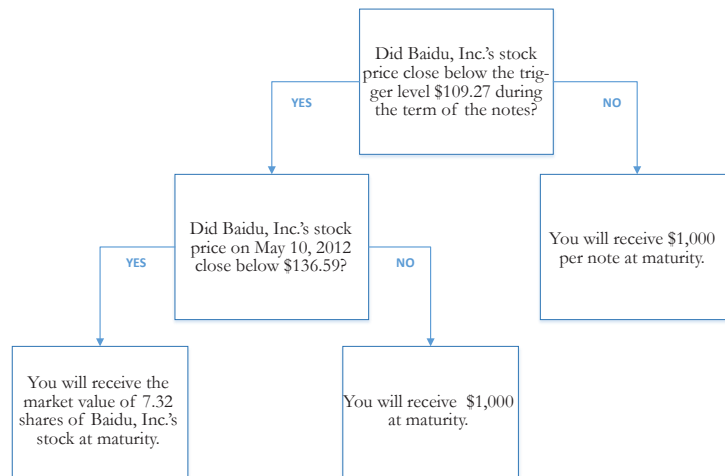 Did Baidu, Inc.'s stock
price close below the trig-
ger level $109.27 during
the term of the notes?
YES
NO
Did Baidu, Inc.'s stock
price on May 10, 2012
close below $136.59?
You will receive $1,000
per note at maturity.
YES
NO
You will receive the
market value of 7.32
shares of Baidu, Inc.'s
stock at maturity.
You will receive $1,000
at maturity.